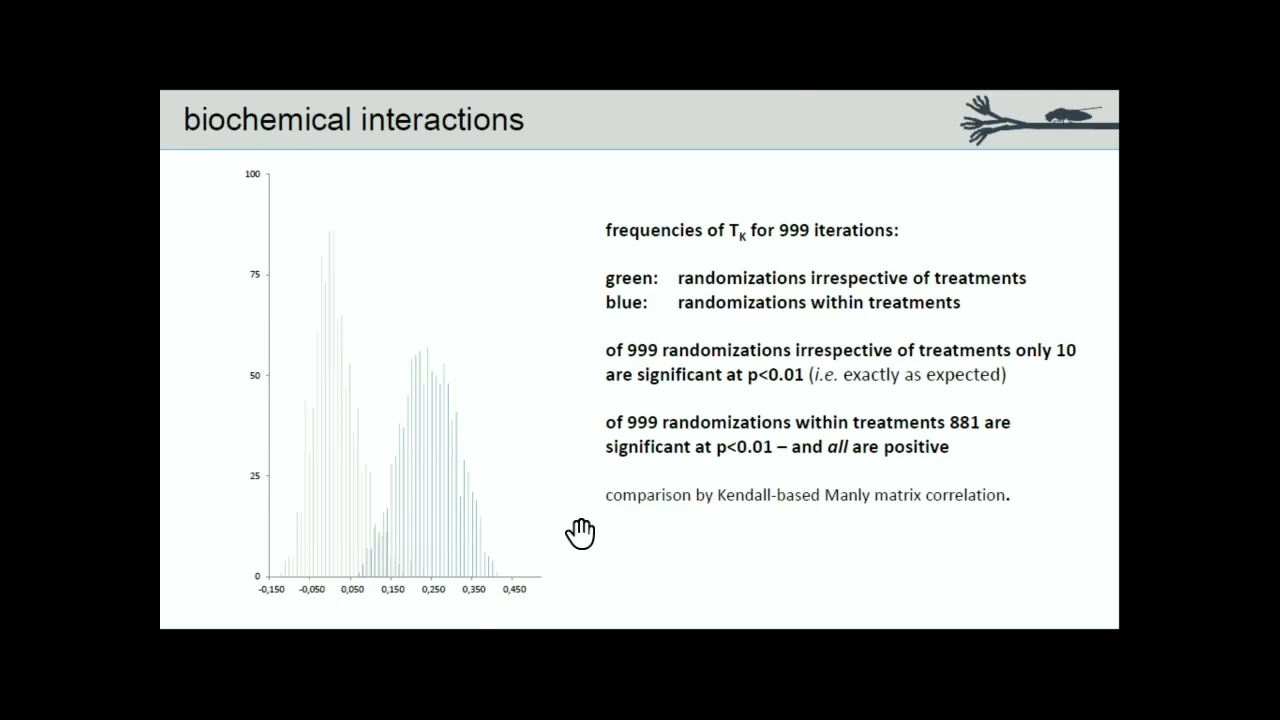 biochemical interactions
100
75
50
25
0
-0,150 -0,050 0,050 0,150 0,250 0,350 0,450
frequencies of TK for 999 iterations:
green: randomizations irrespective of treatments
blue: randomizations within treatments
of 999 randomizations irrespective of treatments only 10
are significant at p<0.01 (i.e. exactly as expected)
of 999 randomizations within treatments 881 are
significant at p<0.01 – and all are positive
comparison by Kendall-based Manly matrix correlation.